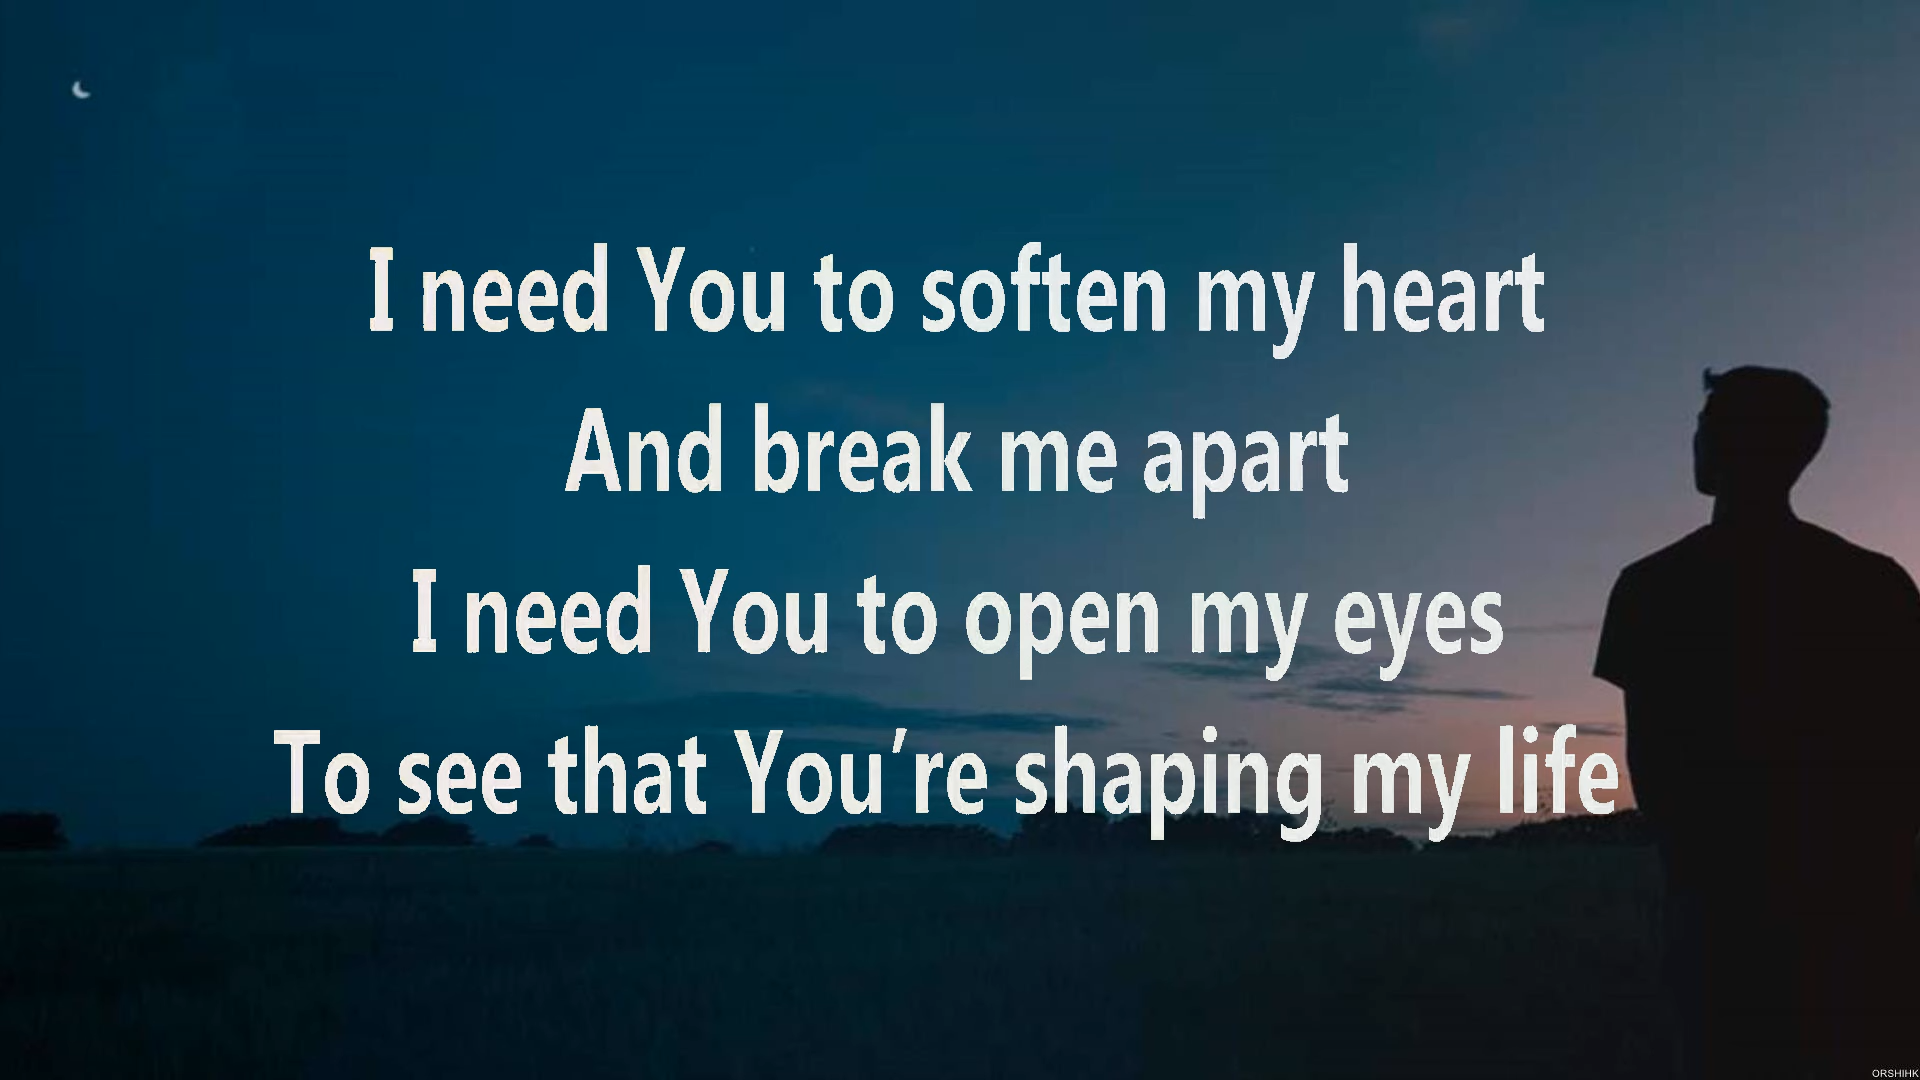 I need You to soften my heart
And break me apart
I need You to open my eyes
To see that You're shaping my life
ORSHIHK